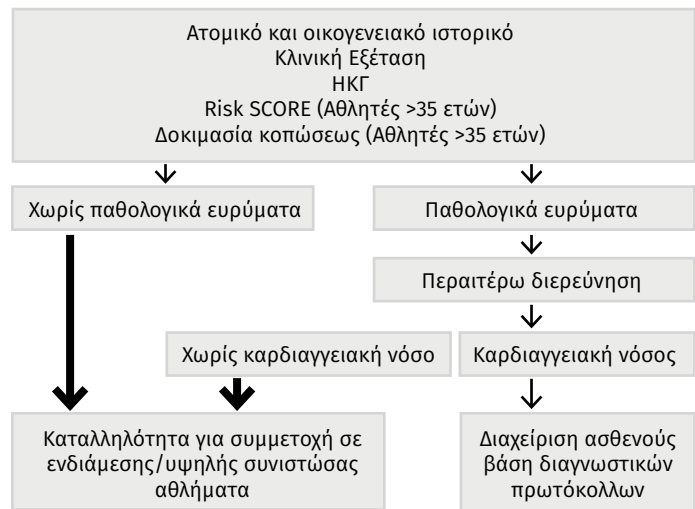 Ατομικό και οικογενειακό ιστορικό
Κλινική Εξέταση
ΗΚΓ
Risk SCORE (Αθλητές >35 ετών)
Δοκιμασία κοπώσεως (Αθλητές >35 ετών)
Χωρίς παθολογικά ευρύματα
Παθολογικά ευρύματα
Περαιτέρω διερεύνηση
Χωρίς καρδιαγγειακή νόσο
Καρδιαγγειακή νόσος
Καταλληλότητα για συμμετοχή σε
ενδιάμεσης/υψηλής συνιστώσας
αθλήματα
Διαχείριση ασθενούς
βάση διαγνωστικών
πρωτόκολλων